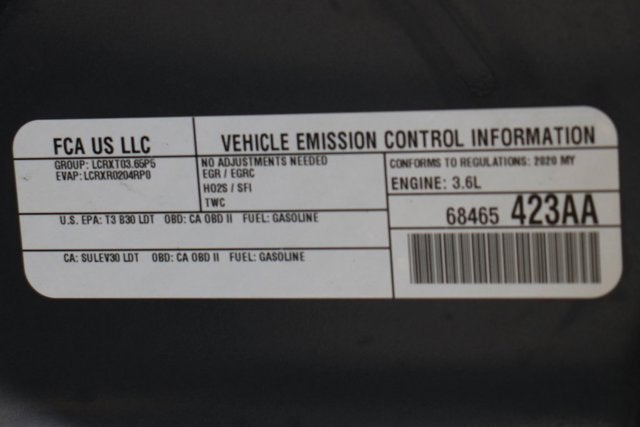 FCA US LLC
VEHICLE EMISSION CONTROL INFORMATION
GROUP: LCRXT03.65P5
EVAP: LCRXR0204RP0
NO ADJUSTMENTS NEEDED
EGR / EGRC
HO2S / SFI
TWC
CONFORMS TO REGULATIONS: 2020 MY
ENGINE: 3.6L
U.S. EPA: T3 B30 LDT OBD: CA OBD II FUEL: GASOLINE
68465 423AA
CA: SULEV30 LDT OBD: CA OBD II FUEL: GASOLINE